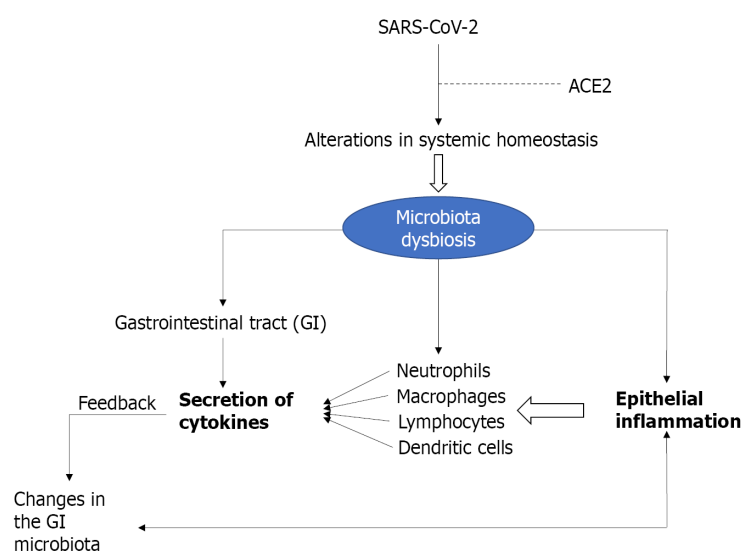 SARS-CoV-2
ACE2
Alterations in systemic homeostasis
Microbiota
dysbiosis
Gastrointestinal tract (GI)
Neutrophils
Macrophages
Lymphocytes
Dendritic cells
Feedback
Secretion of
cytokines
Epithelial
inflammation
Changes in
the GI
microbiota